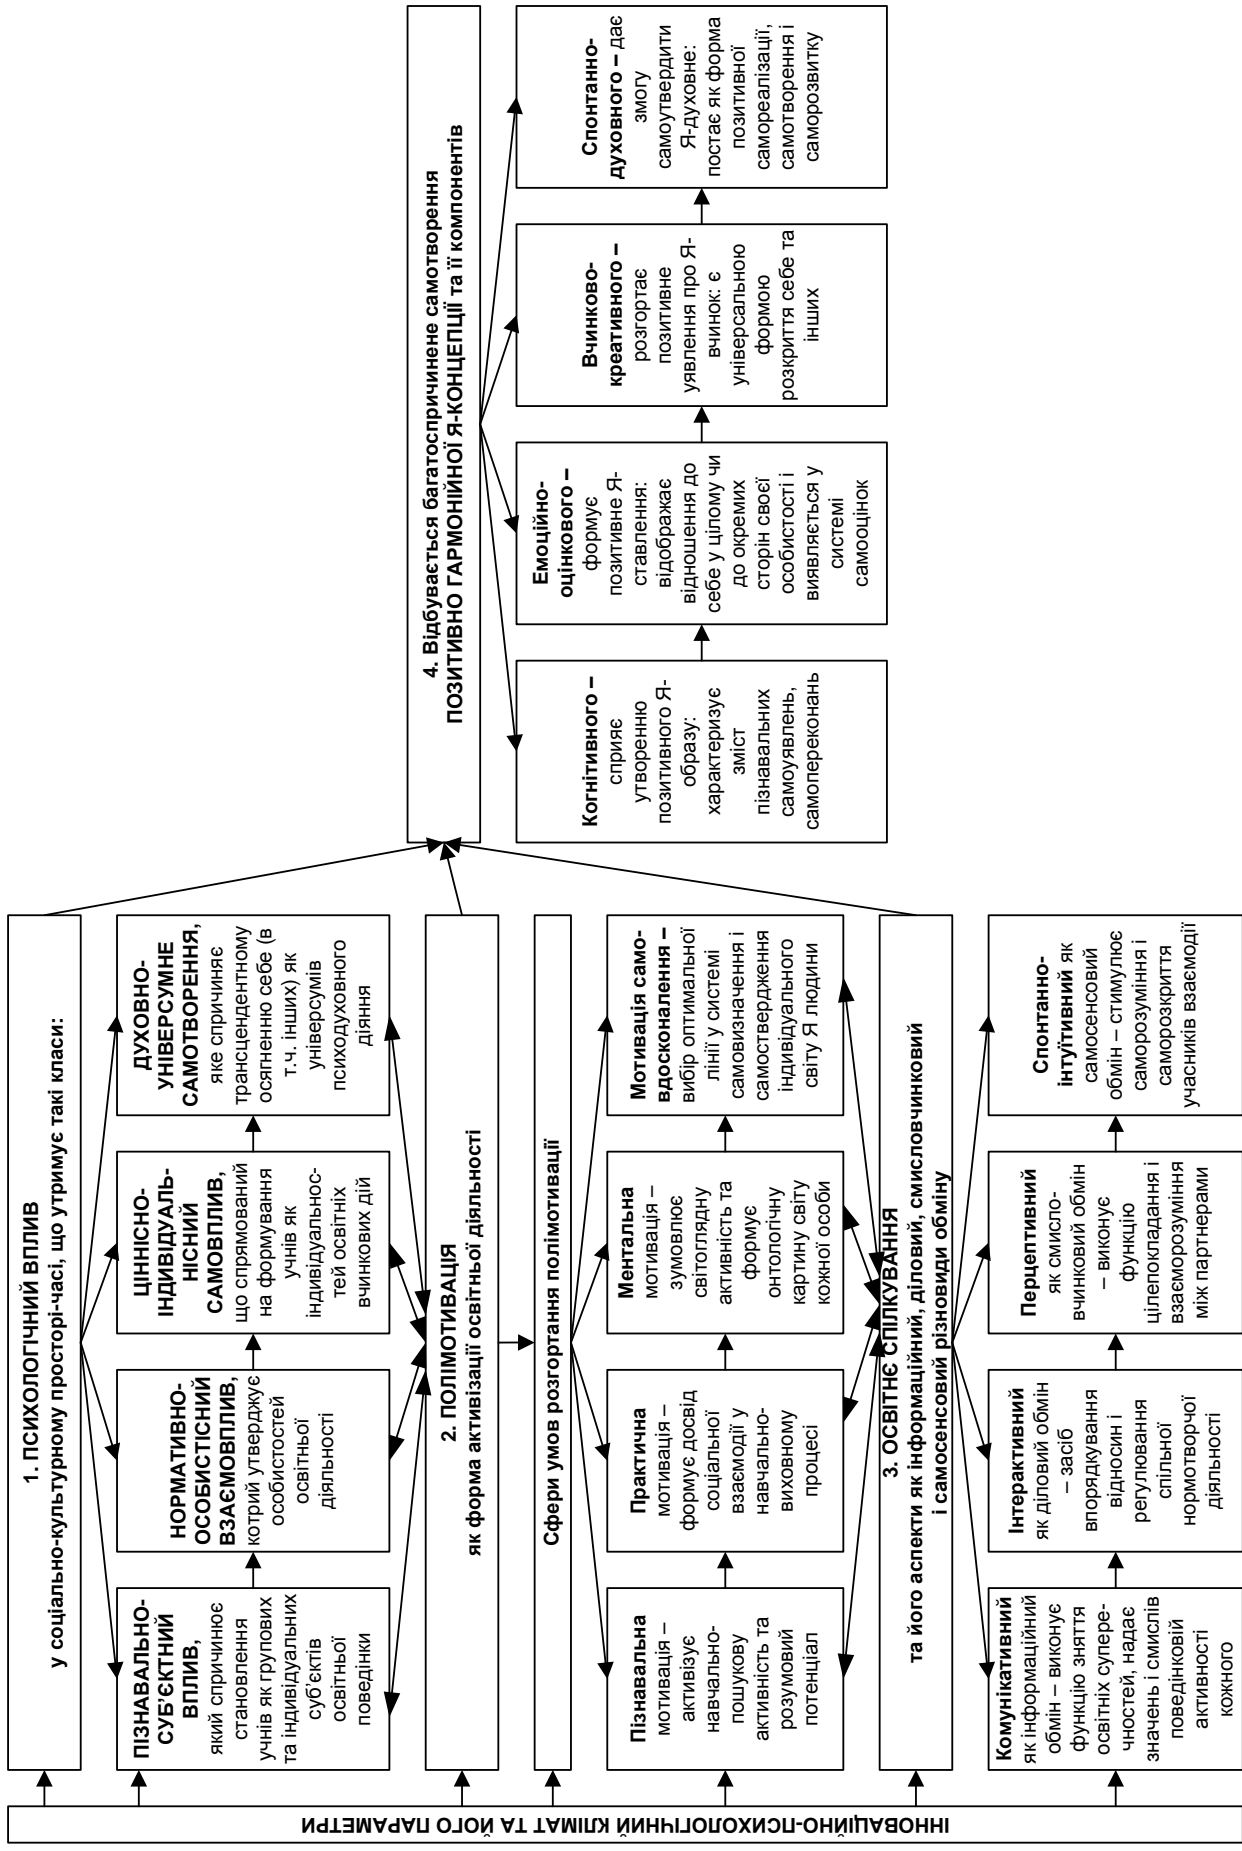 ІННОВАЦІЙНО-ПСИХОЛОГІЧНИЙ КЛІМАТ ТА ЙОГО ПАРАМЕТРИ
1. ПСИХОЛОГІЧНИЙ ВПЛИВ
у соціально-культурному просторі-часі, що утримує такі класи:
ПІЗНАВАЛЬНО-
СУБ’ЄКТНИЙ
ВПЛИВ,
який спричинює
становлення
учнів як групових
та індивідуальних
суб’єктів
освітньої
поведінки
НОРМАТИВНО-
ОСОБИСТІСНИЙ
ВЗАЄМОВПЛИВ,
котрий утверджує
особистостей
освітньої
діяльності
ЦІННІСНО-
ІНДИВІДУАЛЬ-
НІСНИЙ
САМОВПЛИВ,
що спрямований
на формування
учнів як
індивідуальнос-
тей освітніх
вчинкових дій
ДУХОВНО-
УНІВЕРСУМНЕ
САМОТВОРЕННЯ,
яке спричиняє
трансцендентному
осягненню себе (в
т.ч. інших) як
універсумів
психодуховного
діяння
2. ПОЛІМОТИВАЦІЯ
як форма активізації освітньої діяльності
Сфери умов розгортання полімотивації
Пізнавальна
мотивація –
активізує
навчально-
пошукову
активність та
розумовий
потенціал
Практична
мотивація –
формує досвід
соціальної
взаємодії у
навчально-
виховному
процесі
Ментальна
мотивація –
зумовлює
світоглядну
активність та
формує
онтологічну
картину світу
кожної особи
Мотивація само-
вдосконалення –
вибір оптимальної
лінії у системі
самовизначення і
самоствердження
індивідуального
світу Я людини
3. ОСВІТНЄ СПІЛКУВАННЯ
та його аспекти як інформаційний, діловий, смисловчинковий
і самосенсовий різновиди обміну
Комунікативний
як інформаційний
обмін – виконує
функцію зняття
освітніх супере-
чностей, надає
значень і смислів
поведінковій
активності
кожного
Інтерактивний
як діловий обмін
– засіб
впорядкування
відносин і
регулювання
спільної
нормотворчої
діяльності
Перцептивний
як смисло-
вчинковий обмін
– виконує
функцію
цілепокладання і
взаєморозуміння
між партнерами
Спонтанно-
інтуїтивний як
самосенсовий
обмін – стимулює
саморозуміння і
саморозкриття
учасників взаємодії
4. Відбувається багатоспричинене самотворення
ПОЗИТИВНО ГАРМОНІЙНОЇ Я-КОНЦЕПЦІЇ та її компонентів
Когнітивного –
сприяє
утворенню
позитивного Я-
образу:
характеризує
зміст
пізнавальних
самоуявлень,
самопереконань
Емоційно-
оцінкового –
формує
позитивне Я-
ставлення:
відображає
відношення до
себе у цілому чи
до окремих
сторін своєї
особистості і
виявляється у
системі
самооцінок
Вчинково-
креативного –
розгортає
позитивне
уявлення про Я-
вчинок: є
універсальною
формою
розкриття себе та
інших
Спонтанно-
духовного – дає
змогу
самоутвердити
Я-духовне:
постає як форма
позитивної
самореалізації,
самотворення і
саморозвитку